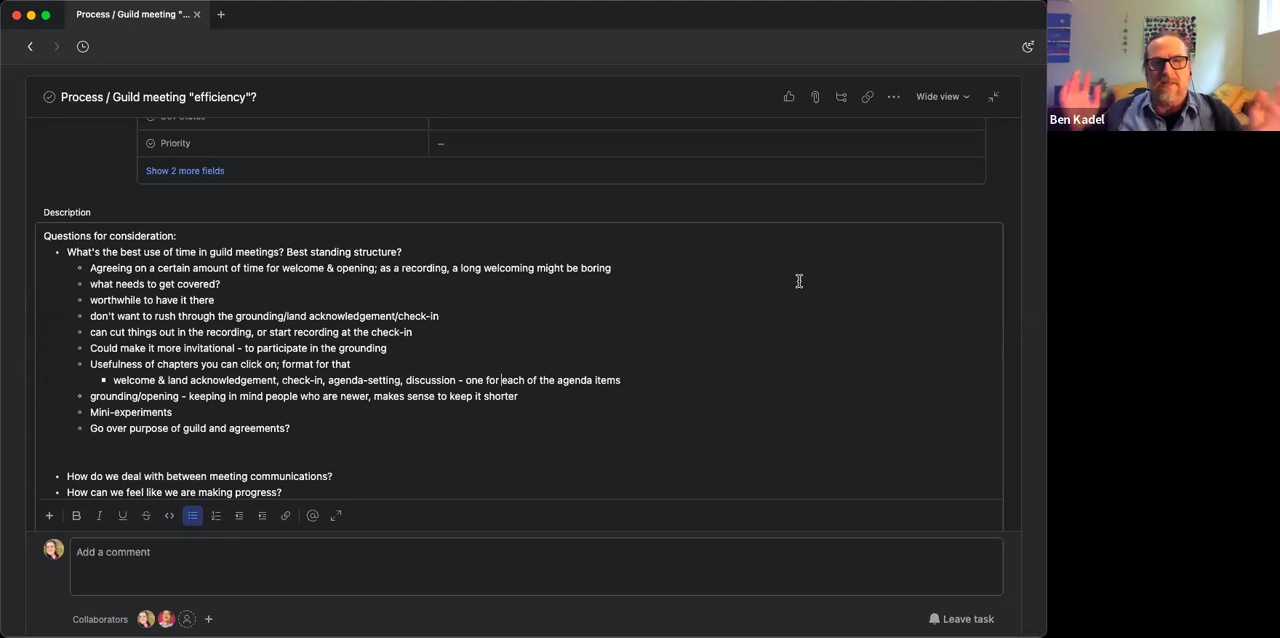 Process / Guild meeting "...
Process / Guild meeting "efficiency"?
Wide view
Priority
–
Show 2 more fields
Description
Questions for consideration:
What's the best use of time in guild meetings? Best standing structure?
Agreeing on a certain amount of time for welcome & opening; as a recording, a long welcoming might be boring
what needs to get covered?
worthwhile to have it there
don't want to rush through the grounding/land acknowledgement/check-in
can cut things out in the recording, or start recording at the check-in
Could make it more invitational - to participate in the grounding
Usefulness of chapters you can click on; format for that
welcome & land acknowledgement, check-in, agenda-setting, discussion - one for each of the agenda items
grounding/opening - keeping in mind people who are newer, makes sense to keep it shorter
Mini-experiments
Go over purpose of guild and agreements?
How do we deal with between meeting communications?
How can we feel like we are making progress?
Add a comment
Collaborators
Leave task
Ben Kadel